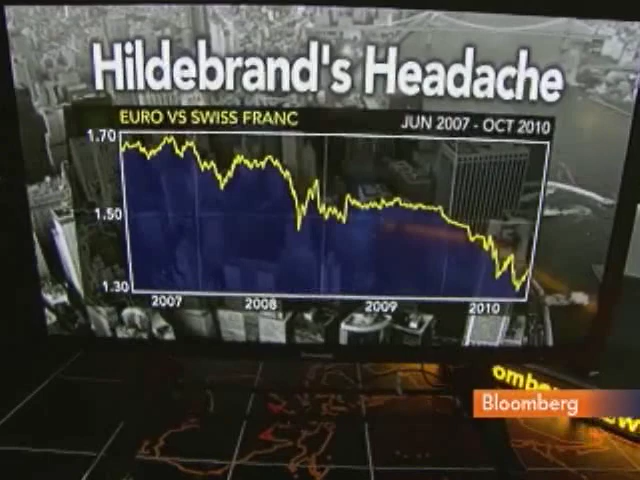 Hildebrand's Headache
EURO VS SWISS FRANC
JUN 2007 - OCT 2010
1.70
1.50
1.30
2007 2008 2009 2010
Bloomberg